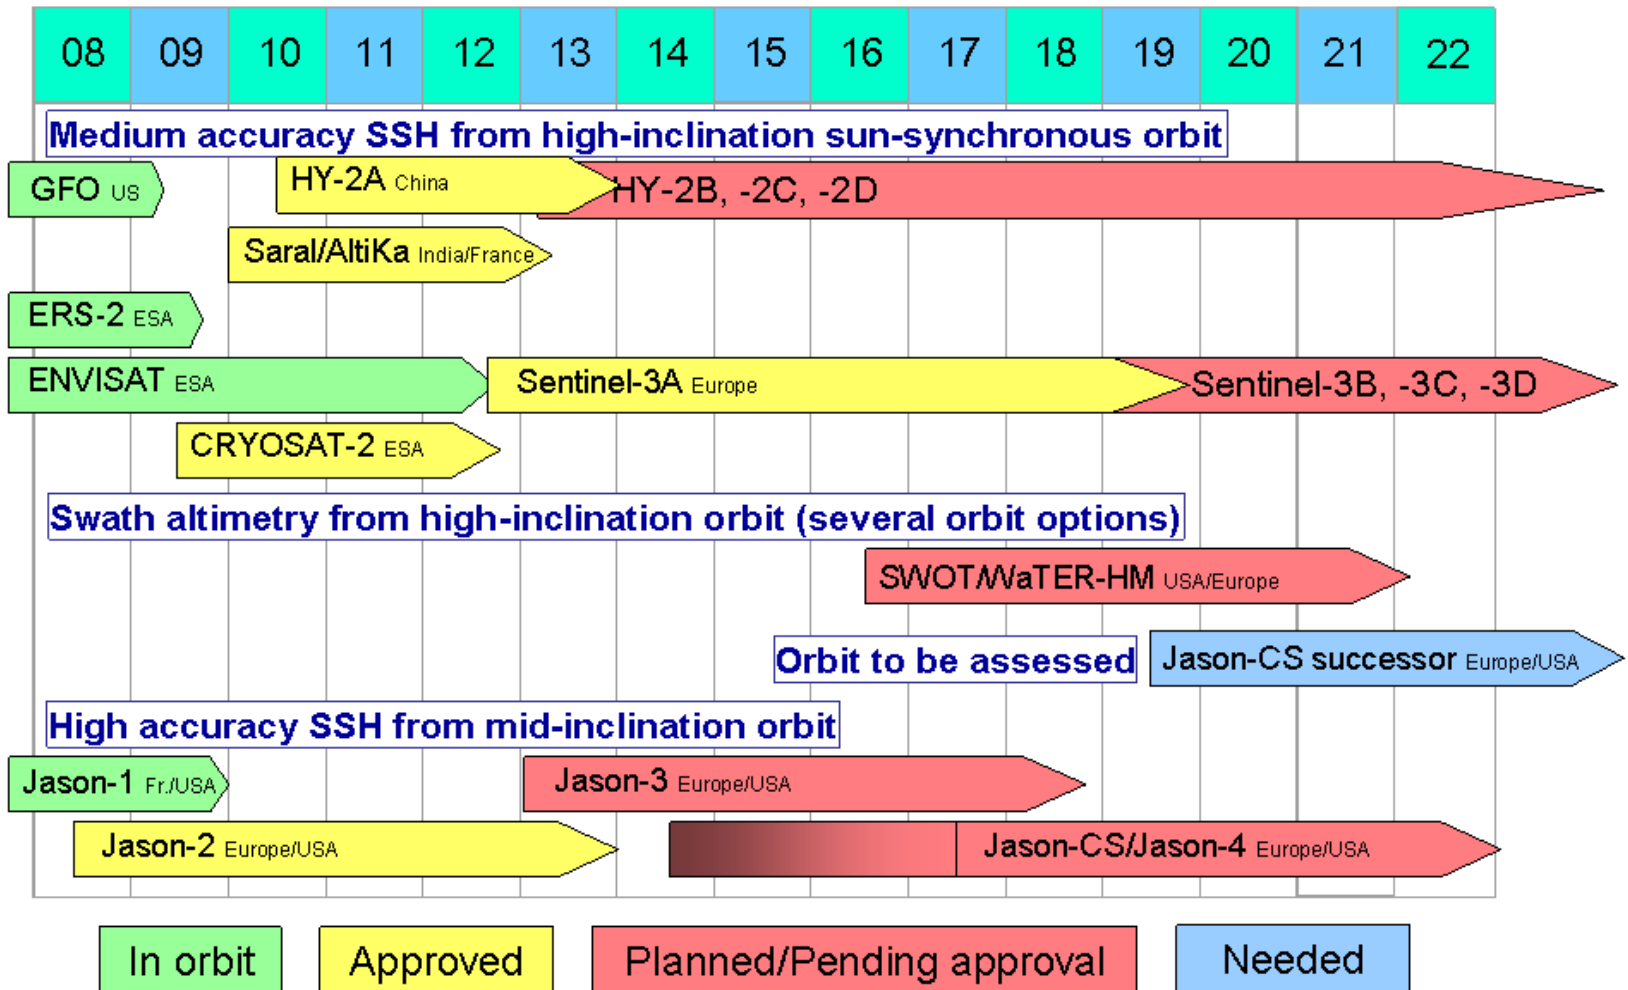 08 09 10 11 12 13 14 15 16 17 18 19 20 21 22
Medium accuracy SSH from high-inclination sun-synchronous orbit
GFO US
HY-2A China
HY-2B, -2C, -2D
Saral/AltiKa India/France
ERS-2 ESA
ENVISAT ESA
Sentinel-3A Europe
Sentinel-3B, -3C, -3D
CRYOSAT-2 ESA
Swath altimetry from high-inclination orbit (several orbit options)
SWOT/WaTER-HM USA/Europe
Orbit to be assessed
Jason-CS successor Europe/USA
High accuracy SSH from mid-inclination orbit
Jason-1 Fr./USA
Jason-3 Europe/USA
Jason-2 Europe/USA
Jason-CS/Jason-4 Europe/USA
In orbit
Approved
Planned/Pending approval
Needed